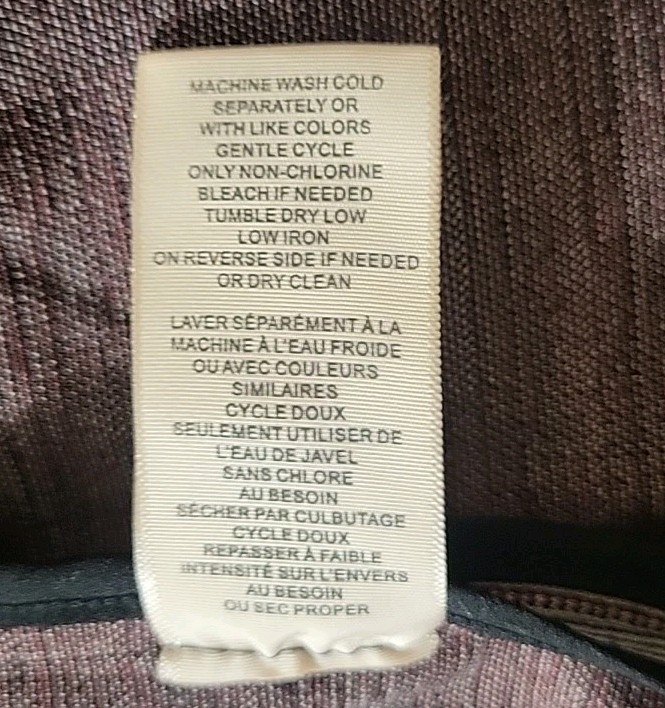 MACHINE WASH COLD
SEPARATELY OR
WITH LIKE COLORS
GENTLE CYCLE
ONLY NON-CHLORINE
BLEACH IF NEEDED
TUMBLE DRY LOW
LOW IRON
ON REVERSE SIDE IF NEEDED
OR DRY CLEAN
LAVER SÉPARÉMENT À LA
MACHINE À L'EAU FROIDE
OU AVEC COULEURS
SIMILAIRES
CYCLE DOUX
SEULEMENT UTILISER DE
L'EAU DE JAVEL
SANS CHLORE
AU BESOIN
SÉCHER PAR CULBUTAGE
CYCLE DOUX
REPASSER À FAIBLE
INTENSITÉ SUR L'ENVERS
AU BESOIN
OU SEC PROPER